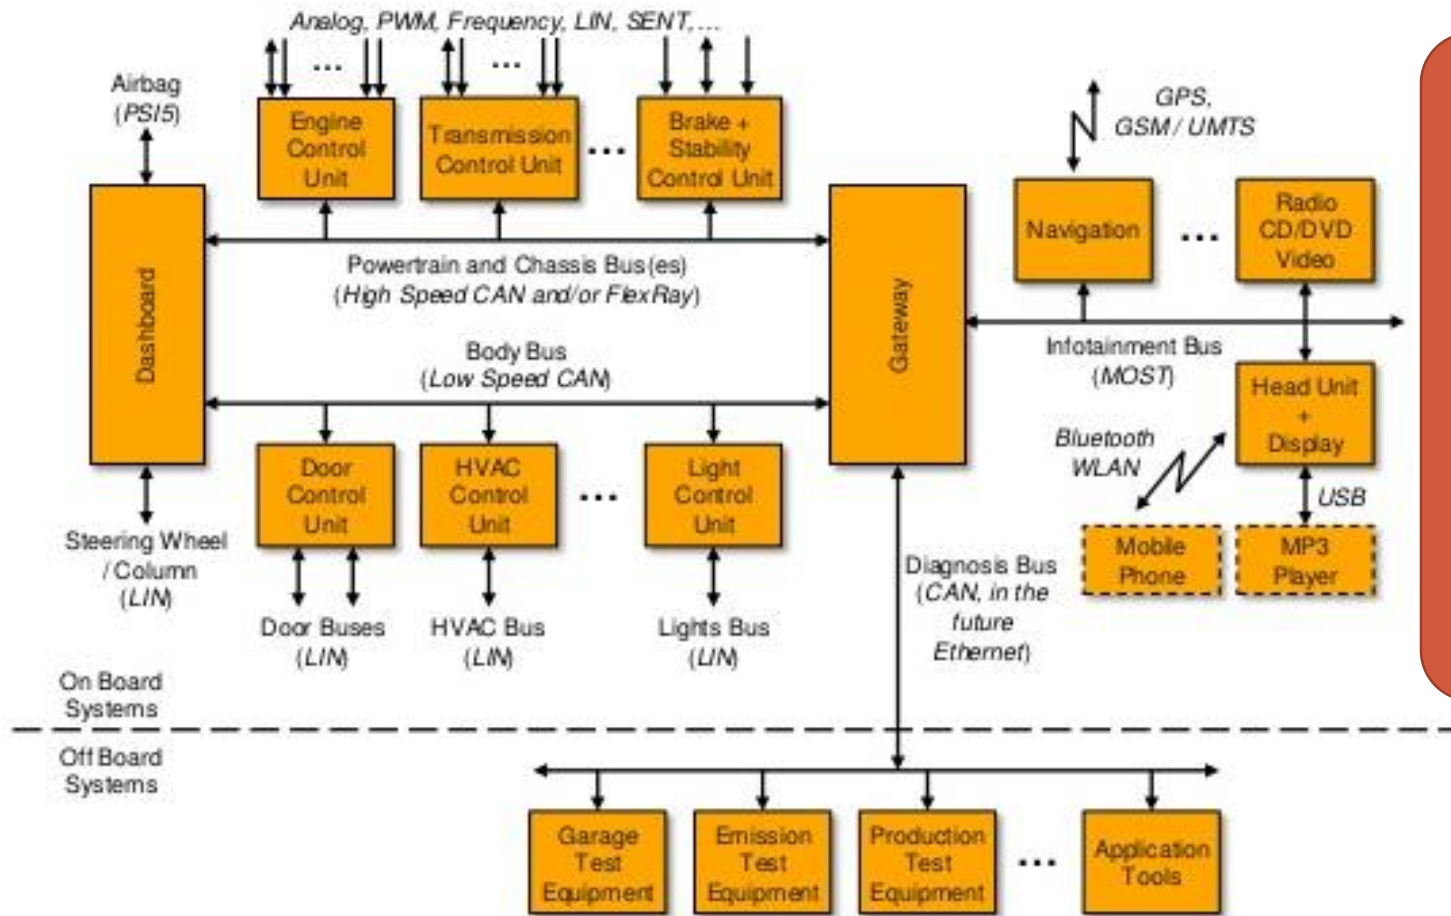 Analog, PWM, Frequency, LIN, SENT, ...
Airbag
(PSI5)
Engine
Control
Unit
Transmission
Control Unit
...
Brake +
Stability
Control Unit
GPS,
GSM / UMTS
Dashboard
Gateway
Navigation
...
Radio
CD/DVD
Video
Powertrain and Chassis Bus(es)
(High Speed CAN and/or FlexRay)
Body Bus
(Low Speed CAN)
Infotainment Bus
(MOST)
Head Unit
+
Display
Bluetooth
WLAN
USB
Mobile
Phone
MP3
Player
Door
Control
Unit
HVAC
Control
Unit
...
Light
Control
Unit
Steering Wheel
/ Column
(LIN)
Door Buses
(LIN)
HVAC Bus
(LIN)
Lights Bus
(LIN)
Diagnosis Bus
(CAN, in the
future
Ethernet)
On Board
Systems
Off Board
Systems
Garage
Test
Equipment
Emission
Test
Equipment
Production
Test
Equipment
...
Application
Tools